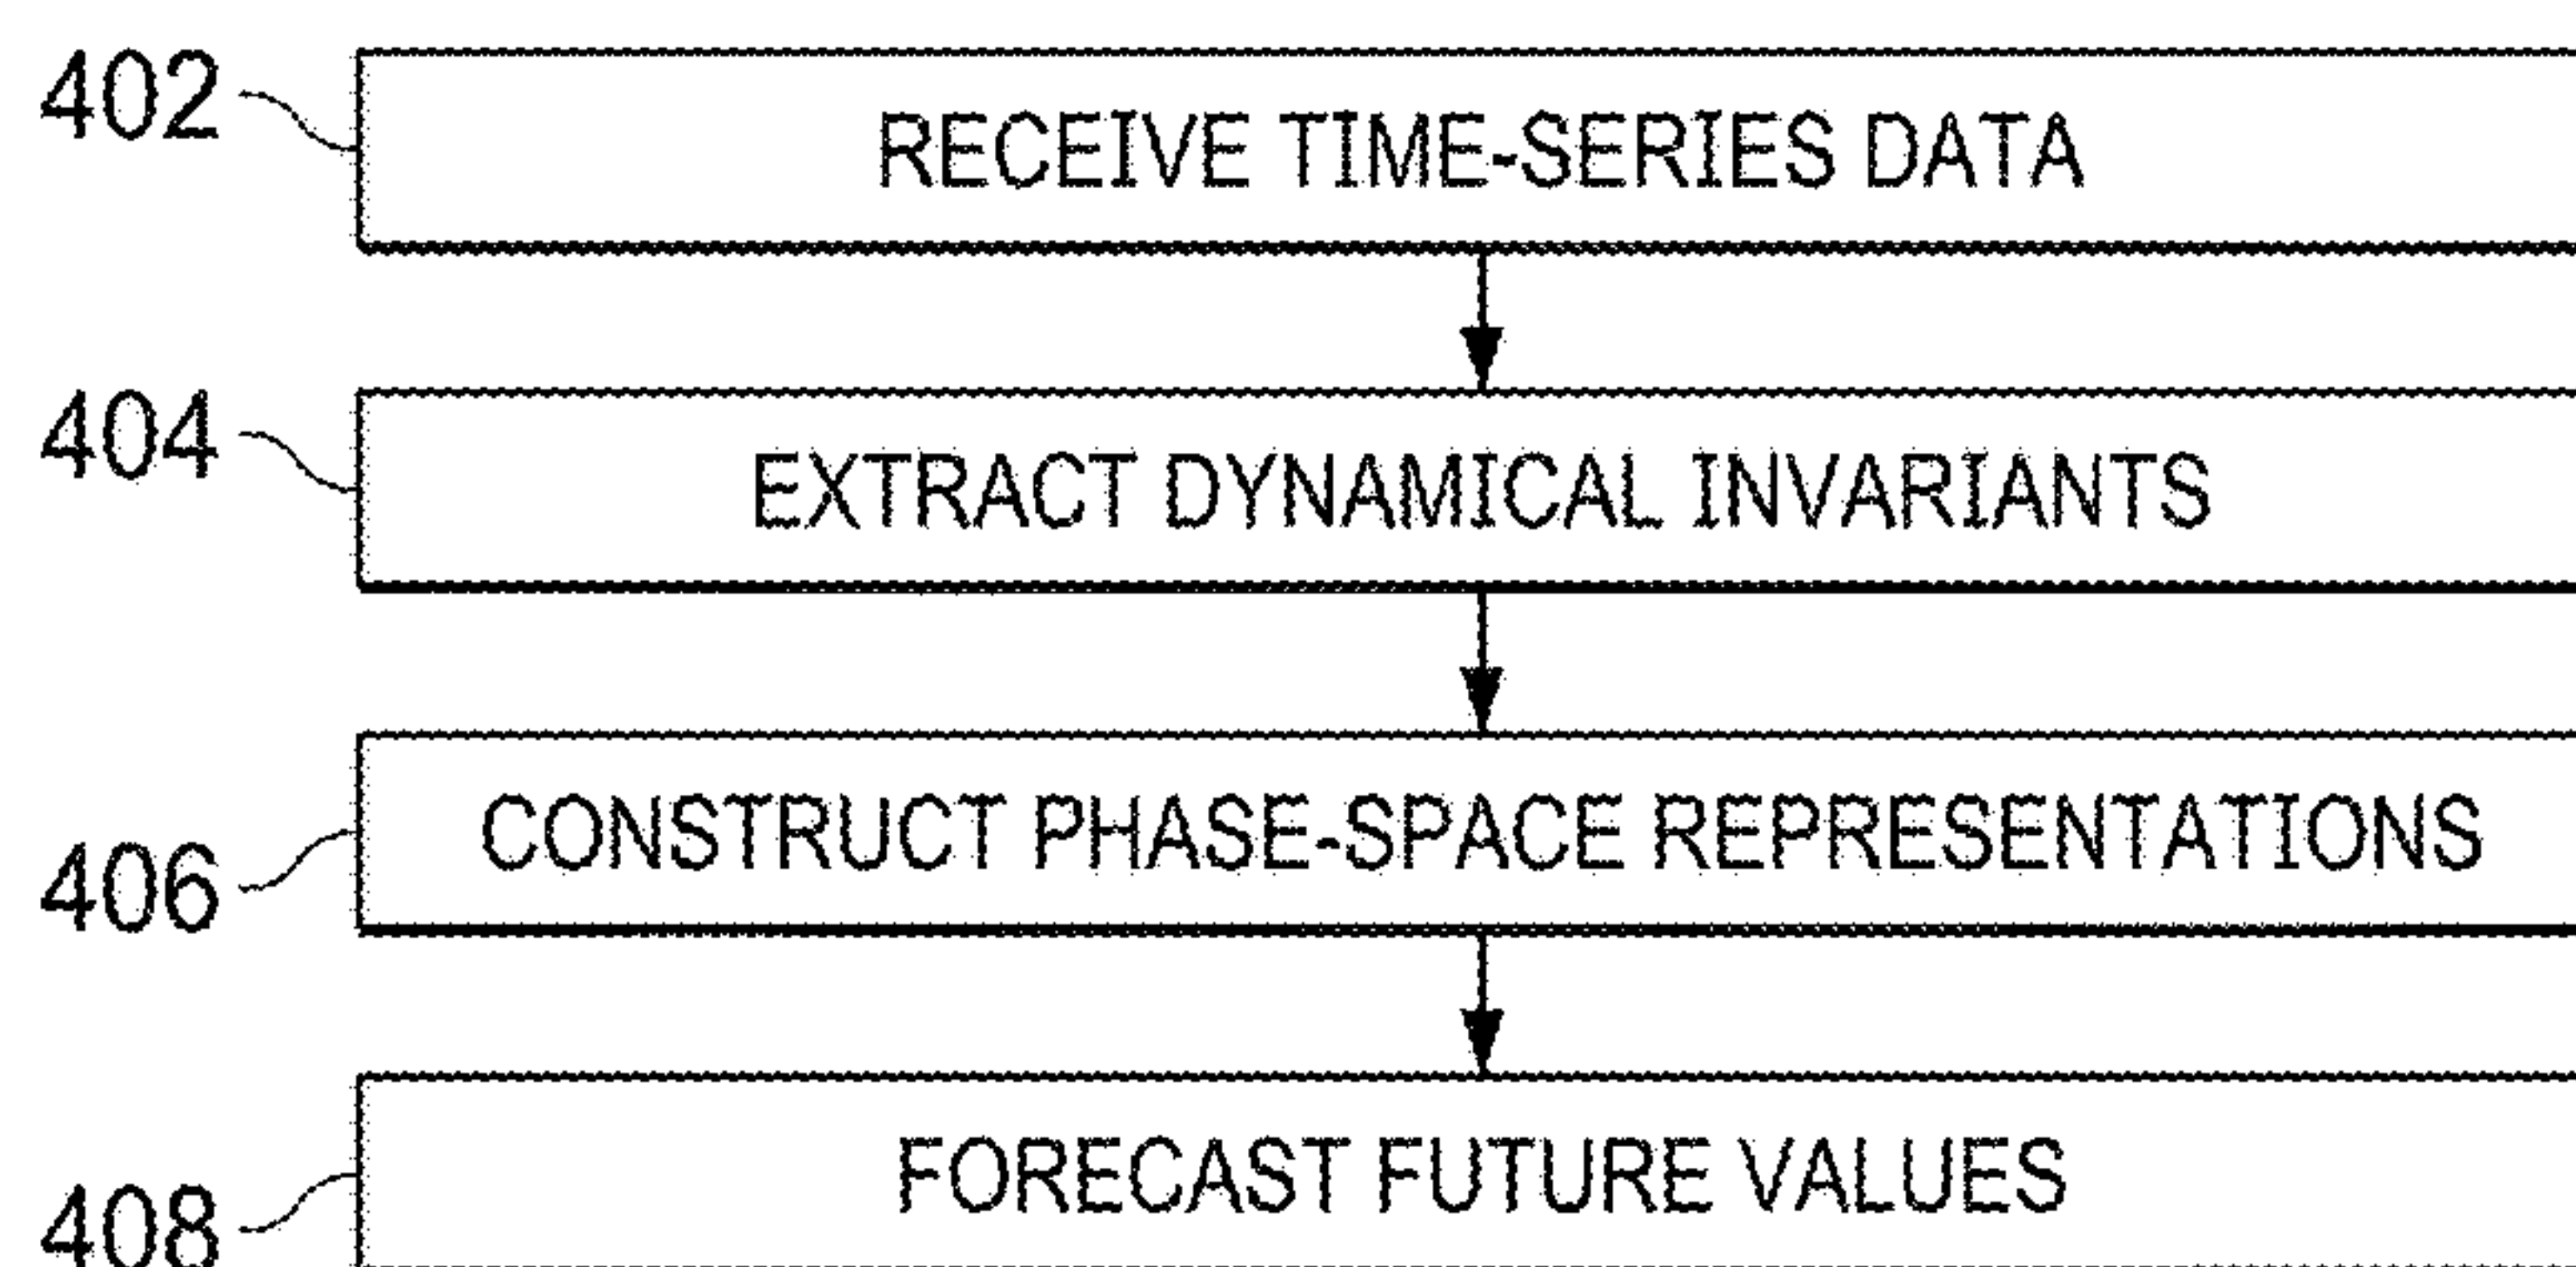 402
RECEIVE TIME-SERIES DATA
404
EXTRACT DYNAMICAL INVARIANTS
406
CONSTRUCT PHASE-SPACE REPRESENTATIONS
408
FORECAST FUTURE VALUES